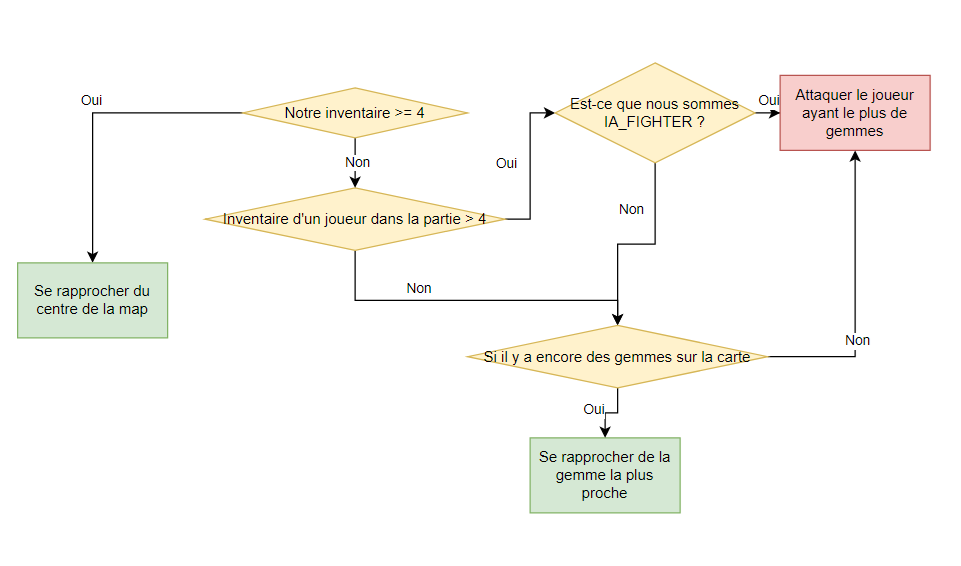 Oui
Notre inventaire >= 4
Non
Inventaire d'un joueur dans la partie > 4
Oui
Est-ce que nous sommes
IA_FIGHTER ?
Oui
Attaquer le joueur
ayant le plus de
gemmes
Non
Non
Se rapprocher du
centre de la map
Si il y a encore des gemmes sur la carte
Non
Oui
Se rapprocher de la
gemme la plus
proche